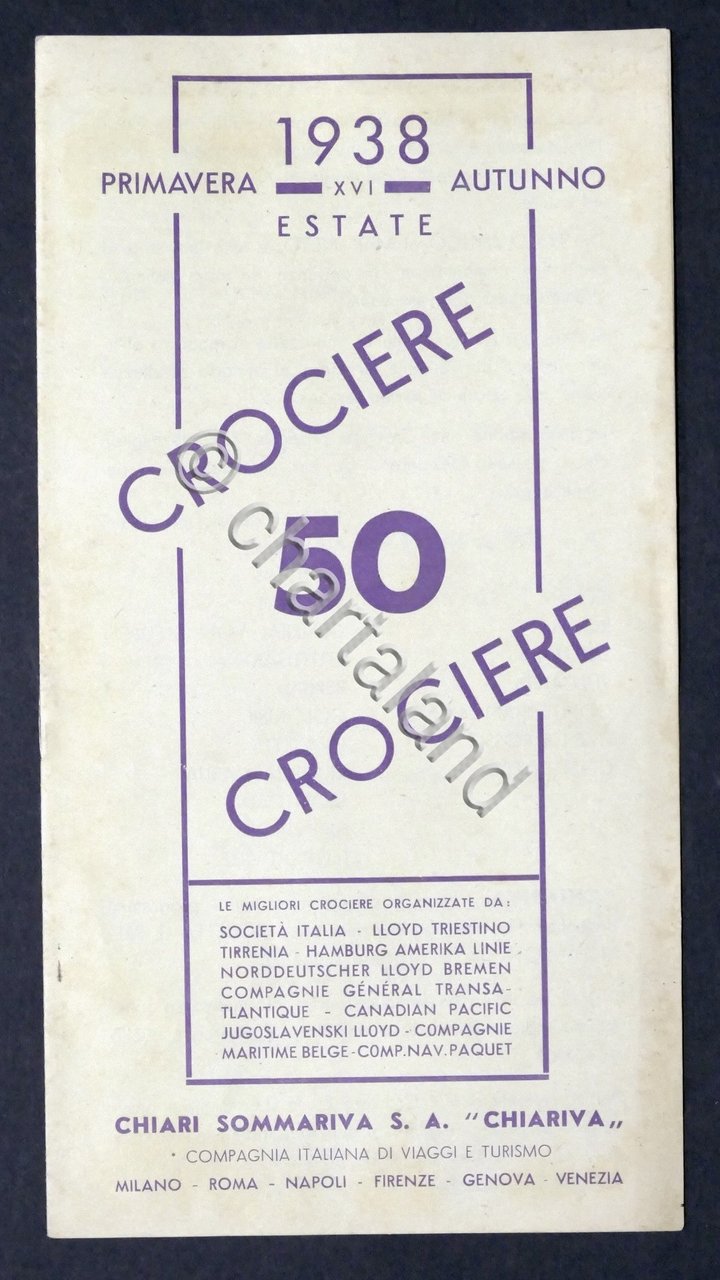 1938
PRIMAVERA XVI AUTUNNO
ESTATE
CROCIERE
50
CROCIERE
© chartaland
LE MIGLIORI CROCIERE ORGANIZZATE DA:
SOCIETÀ ITALIA - LLOYD TRIESTINO
TIRRENIA - HAMBURG AMERIKA LINIE
NORDDEUTSCHER LLOYD BREMEN
COMPAGNIE GÉNÉRAL TRANSA-
TLANTIQUE - CANADIAN PACIFIC
JUGOSLAVENSKI LLOYD - COMPAGNIE
MARITIME BELGE - COMP. NAV. PAQUET
CHIARI SOMMARIVA S. A. "CHIARIVA„
COMPAGNIA ITALIANA DI VIAGGI E TURISMO
MILANO - ROMA - NAPOLI - FIRENZE - GENOVA - VENEZIA